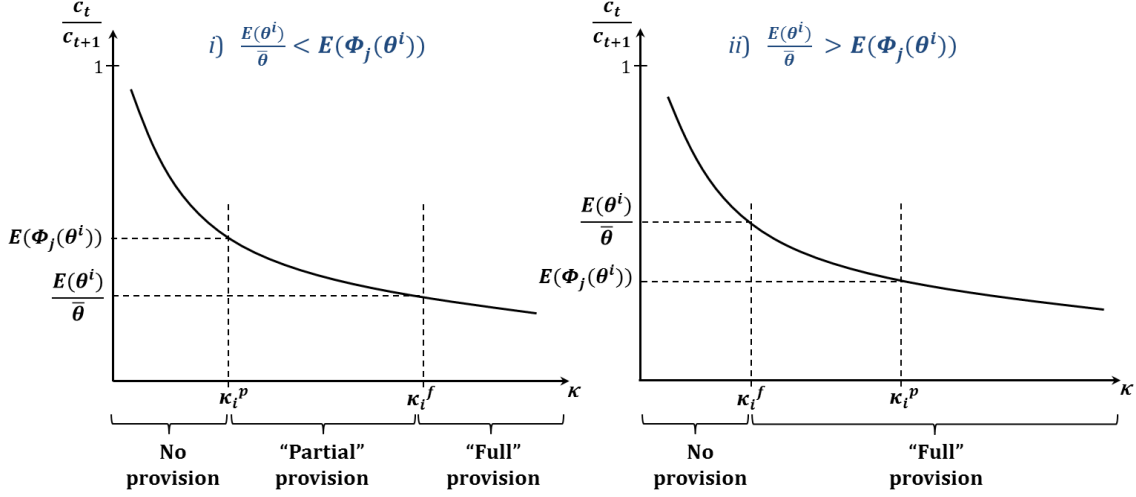 c_t / c_{t+1}
1
i) E(θ^i) / θ̅ < E(Φ_j(θ^i))
E(Φ_j(θ^i))
E(θ^i) / θ̅
κ_i^p
κ_i^f
κ
No provision
“Partial” provision
“Full” provision
c_t / c_{t+1}
1
ii) E(θ^i) / θ̅ > E(Φ_j(θ^i))
E(θ^i) / θ̅
E(Φ_j(θ^i))
κ_i^f
κ_i^p
κ
No provision
“Full” provision